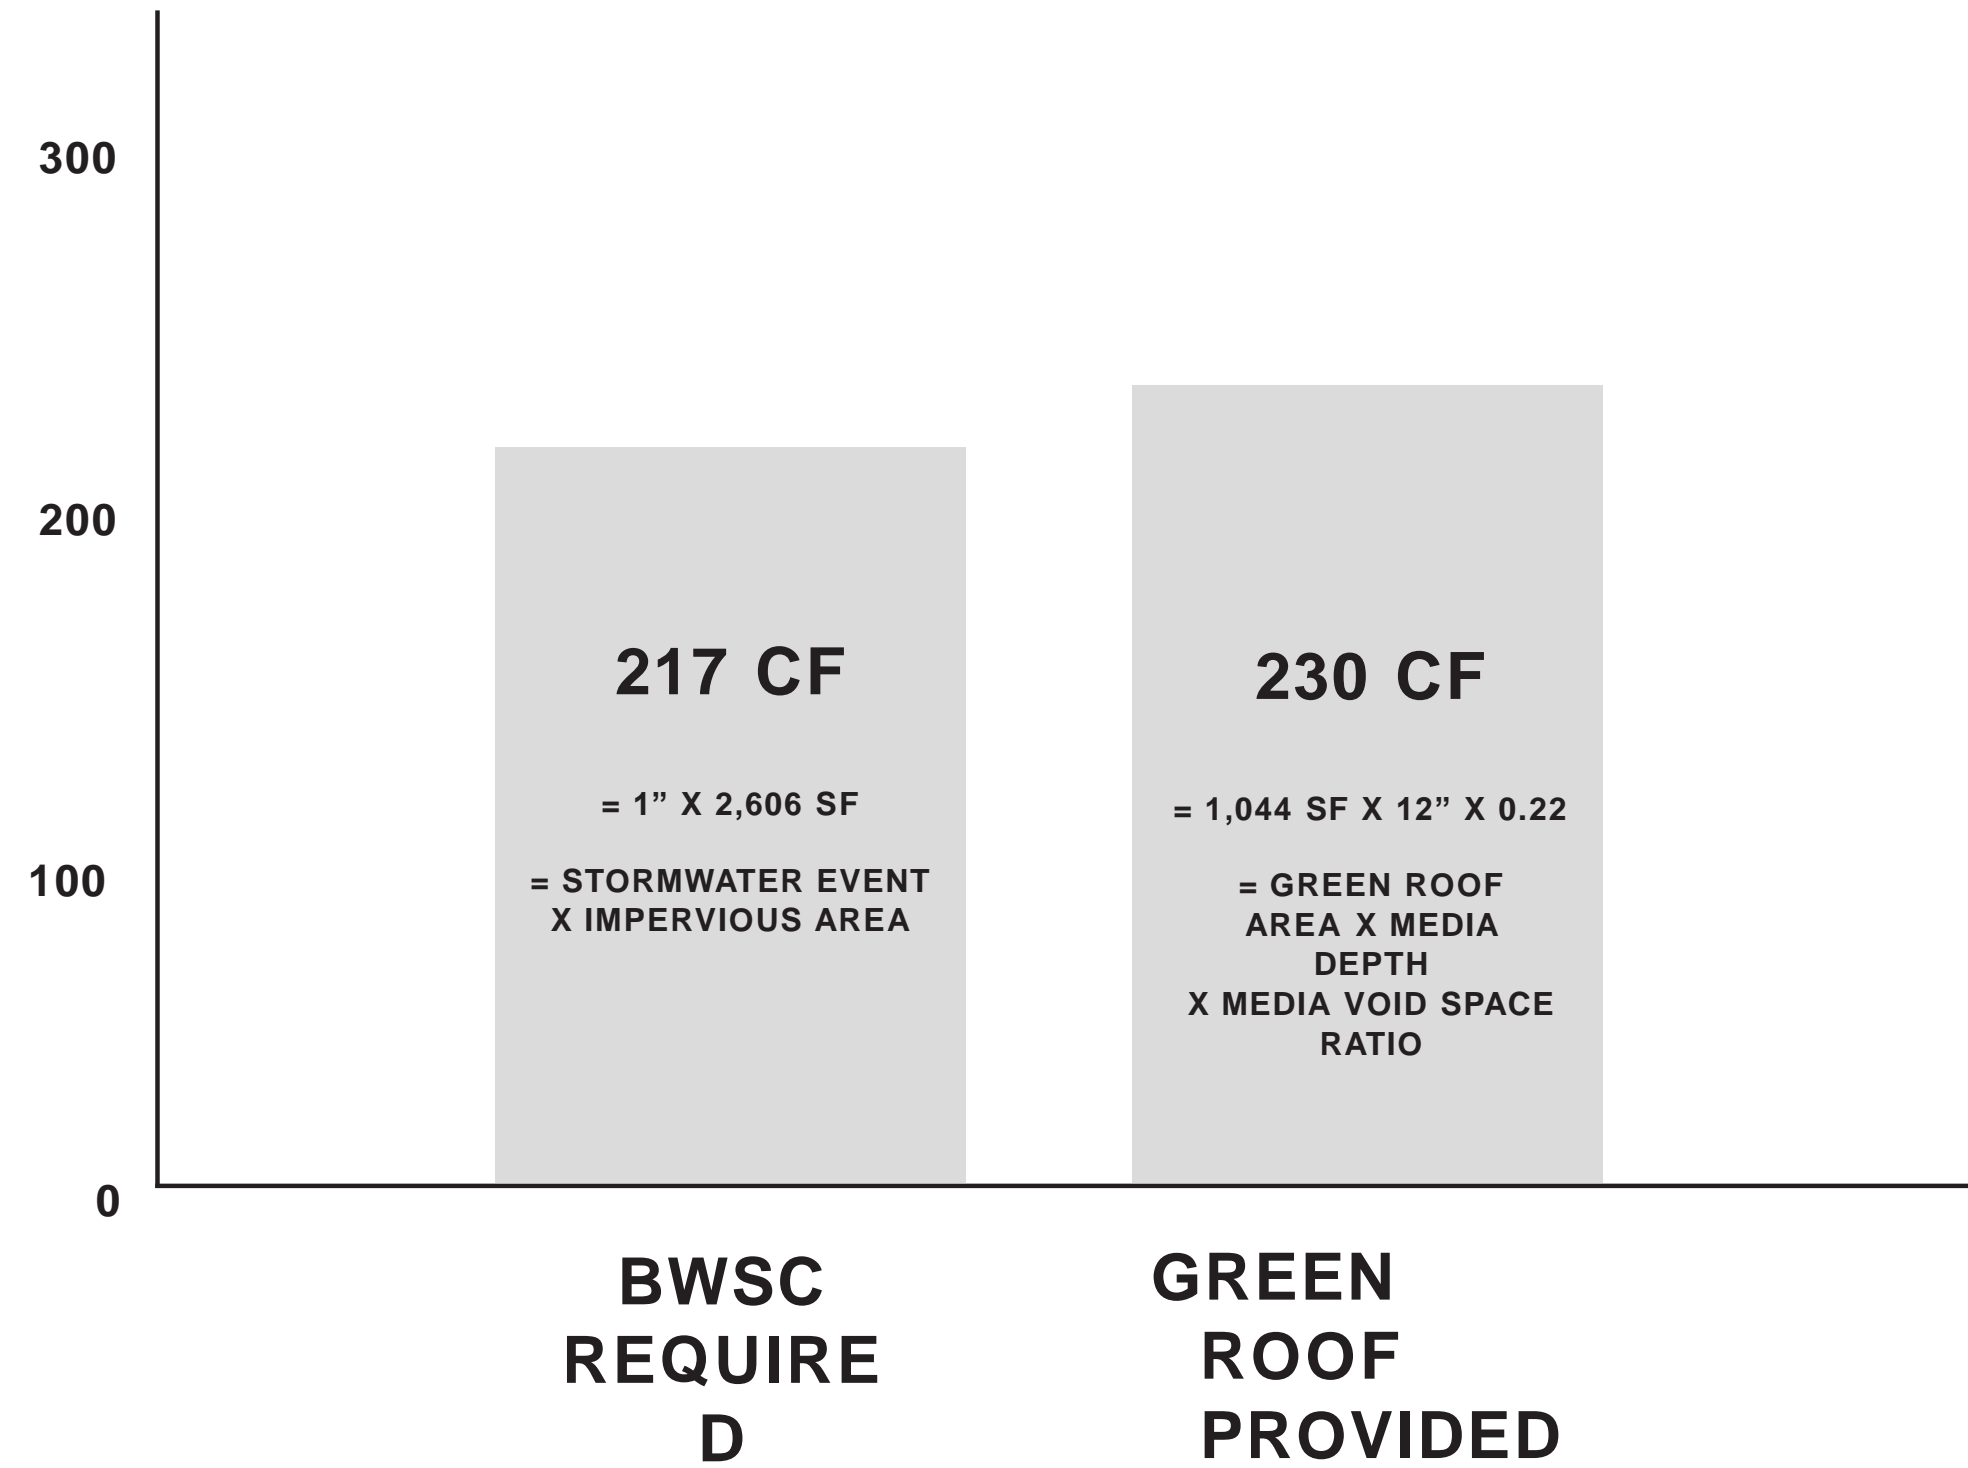 300
200
100
0
217 CF
= 1” X 2,606 SF
= STORMWATER EVENT
X IMPERVIOUS AREA
230 CF
= 1,044 SF X 12” X 0.22
= GREEN ROOF
AREA X MEDIA
DEPTH
X MEDIA VOID SPACE
RATIO
BWSC
REQUIRE
D
GREEN
ROOF
PROVIDED